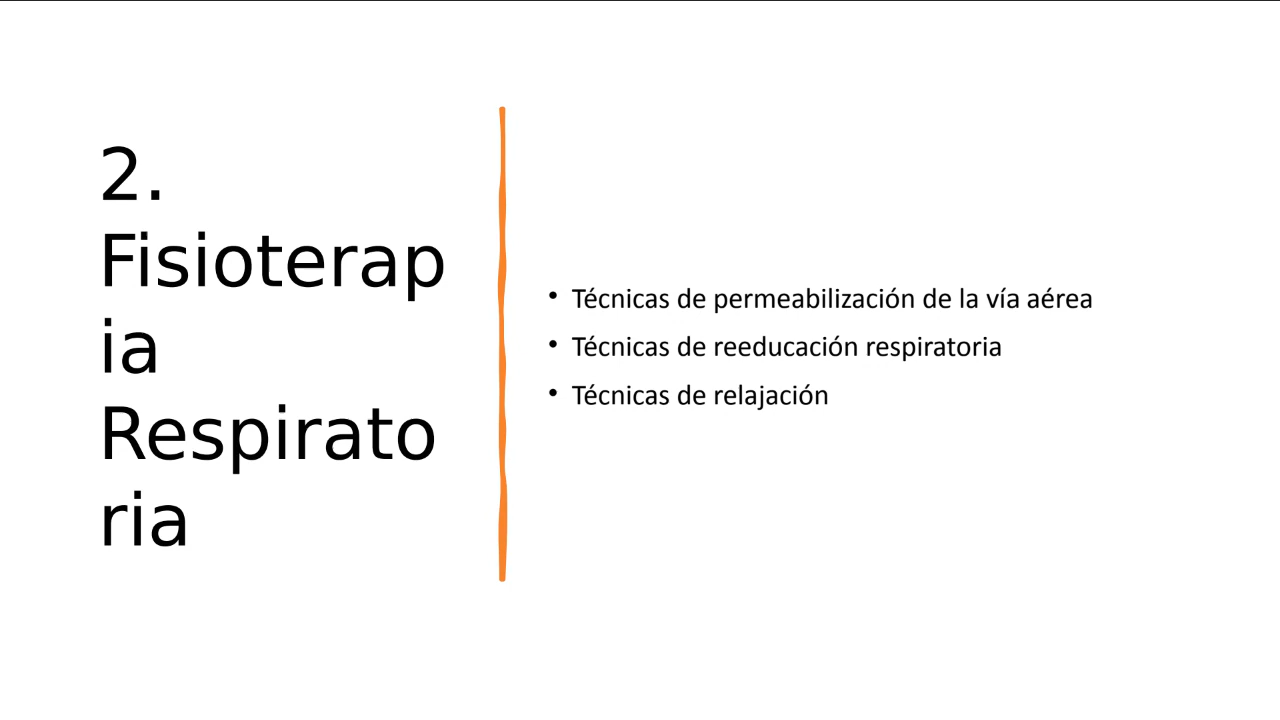 2.
Fisioterap
ia
Respirato
ria
• Técnicas de permeabilización de la vía aérea
• Técnicas de reeducación respiratoria
• Técnicas de relajación